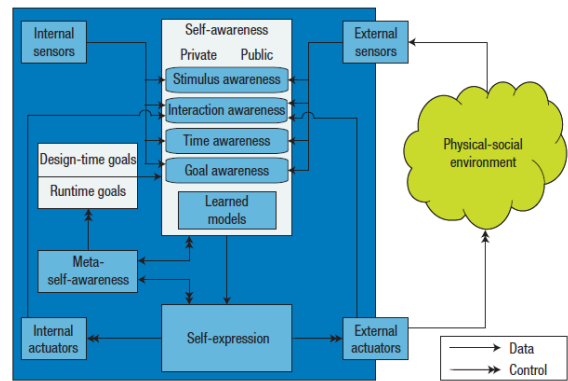 Internal
sensors
Self-awareness
Private Public
External
sensors
Stimulus awareness
Interaction awareness
Time awareness
Goal awareness
Learned
models
Design-time goals
Runtime goals
Meta-
self-awareness
Internal
actuators
Self-expression
External
actuators
Physical-social
environment
Data
Control